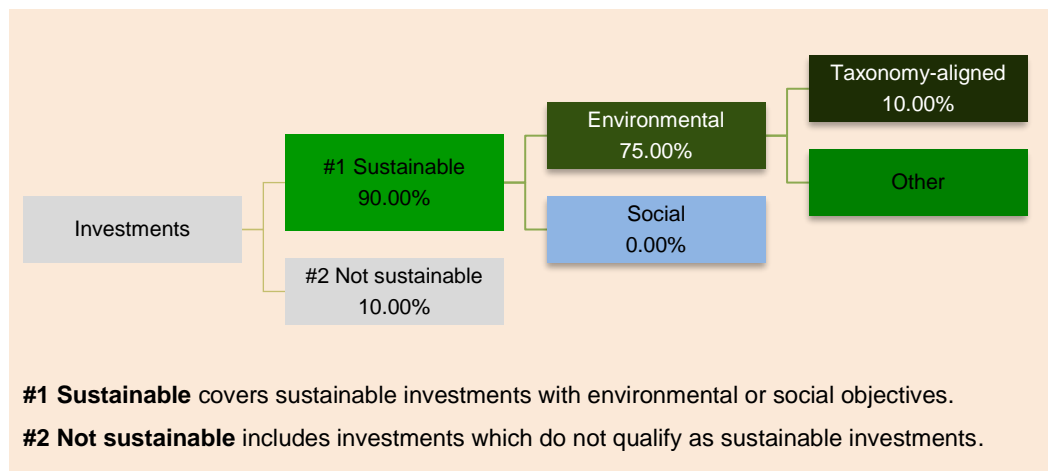 Investments
#1 Sustainable
90.00%
#2 Not sustainable
10.00%
Environmental
75.00%
Social
0.00%
Taxonomy-aligned
10.00%
Other
#1 Sustainable covers sustainable investments with environmental or social objectives.
#2 Not sustainable includes investments which do not qualify as sustainable investments.